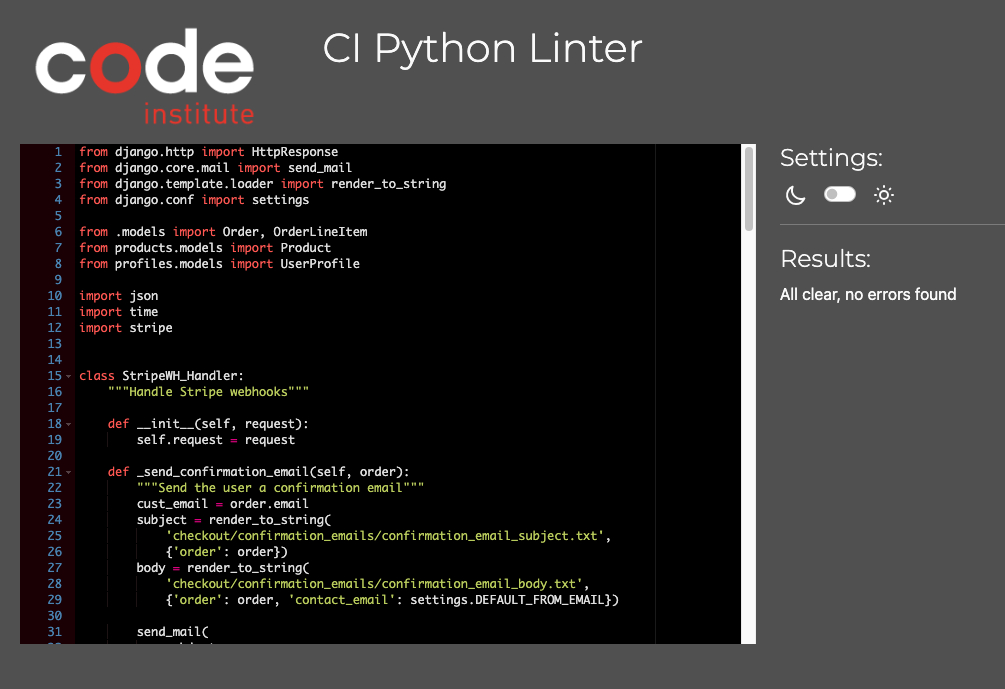 code
institute
CI Python Linter
1 from django.http import HttpResponse
2 from django.core.mail import send_mail
3 from django.template.loader import render_to_string
4 from django.conf import settings
5
6 from .models import Order, OrderLineItem
7 from products.models import Product
8 from profiles.models import UserProfile
9
10 import json
11 import time
12 import stripe
13
14
15 class StripeWH_Handler:
16     """Handle Stripe webhooks"""
17
18     def __init__(self, request):
19         self.request = request
20
21     def _send_confirmation_email(self, order):
22         """Send the user a confirmation email"""
23         cust_email = order.email
24         subject = render_to_string(
25             'checkout/confirmation_emails/confirmation_email_subject.txt',
26             {'order': order})
27         body = render_to_string(
28             'checkout/confirmation_emails/confirmation_email_body.txt',
29             {'order': order, 'contact_email': settings.DEFAULT_FROM_EMAIL})
30
31         send_mail(
Settings:
Results:
All clear, no errors found